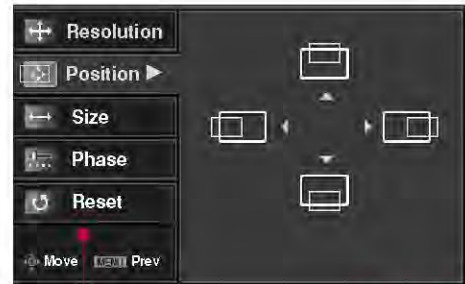 Resolution
Position ▶
Size
Phase
Reset
Move MENU Prev